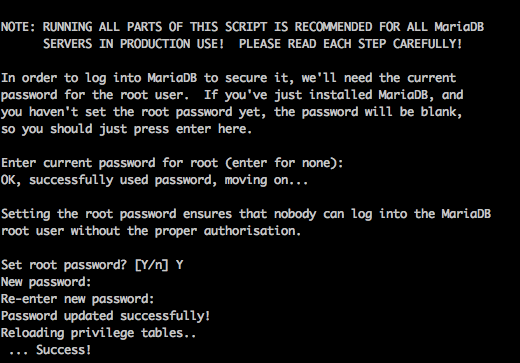 NOTE: RUNNING ALL PARTS OF THIS SCRIPT IS RECOMMENDED FOR ALL MariaDB
SERVERS IN PRODUCTION USE!  PLEASE READ EACH STEP CAREFULLY!
In order to log into MariaDB to secure it, we'll need the current
password for the root user.  If you've just installed MariaDB, and
you haven't set the root password yet, the password will be blank,
so you should just press enter here.
Enter current password for root (enter for none):
OK, successfully used password, moving on...
Setting the root password ensures that nobody can log into the MariaDB
root user without the proper authorisation.
Set root password? [Y/n] Y
New password:
Re-enter new password:
Password updated successfully!
Reloading privilege tables..
... Success!